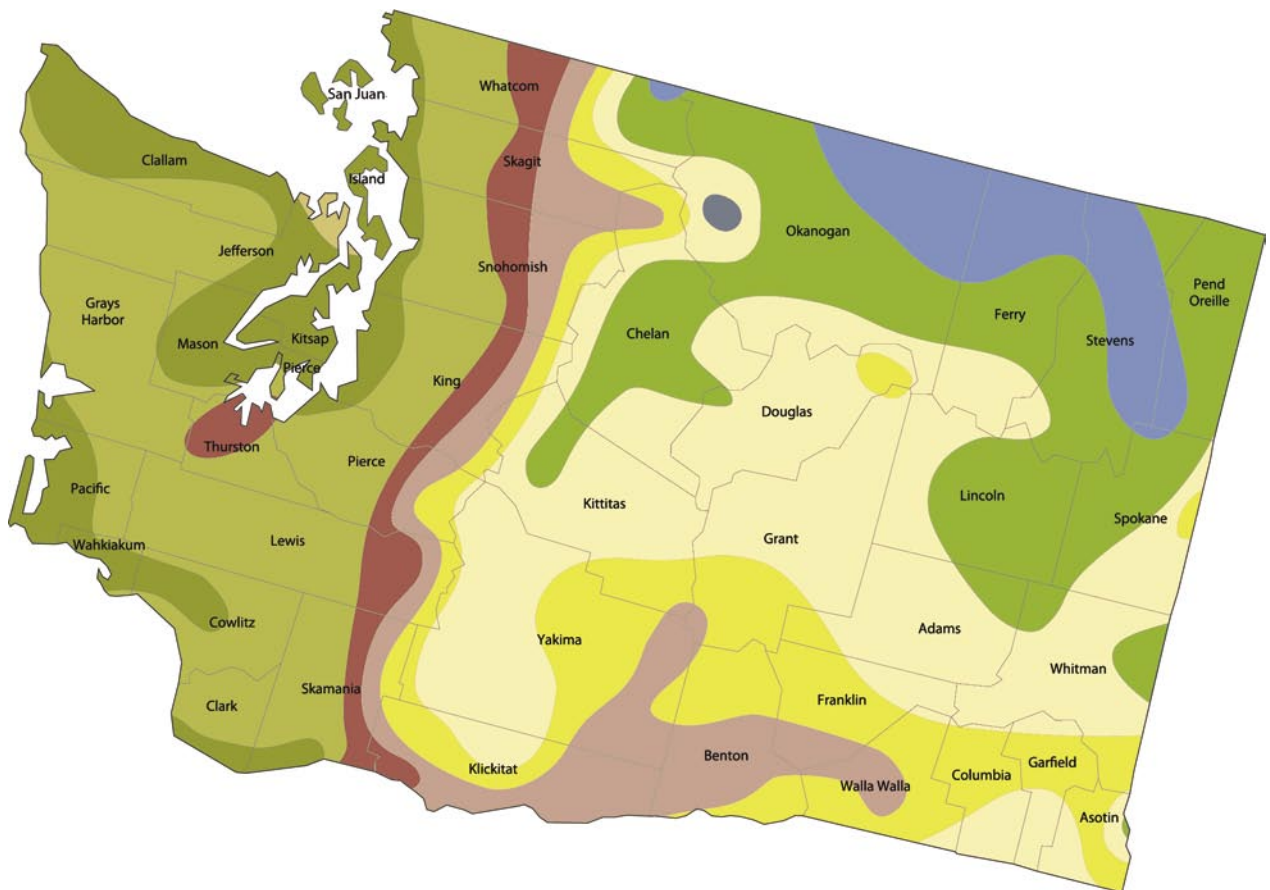 Whatcom
San Juan
Skagit
Clallam
Island
Okanogan
Jefferson
Snohomish
Pend
Oreille
Grays
Harbor
Ferry
Chelan
Kitsap
Stevens
Mason
Pierce
King
Douglas
Thurston
Pierce
Pacific
Lincoln
Kittitas
Spokane
Wahkiakum
Lewis
Grant
Cowlitz
Adams
Yakima
Whitman
Skamania
Clark
Franklin
Benton
Garfield
Klickitat
Columbia
Walla Walla
Asotin